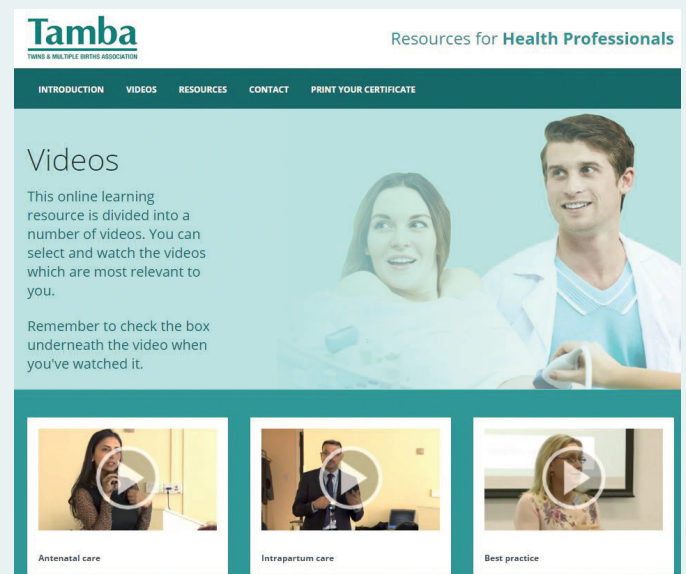 Tamba
TWINS & MULTIPLE BIRTHS ASSOCIATION
Resources for Health Professionals
INTRODUCTION VIDEOS RESOURCES CONTACT PRINT YOUR CERTIFICATE
Videos
This online learning
resource is divided into a
number of videos. You can
select and watch the videos
which are most relevant to
you.
Remember to check the box
underneath the video when
you've watched it.
Antenatal care
Intrapartum care
Best practice